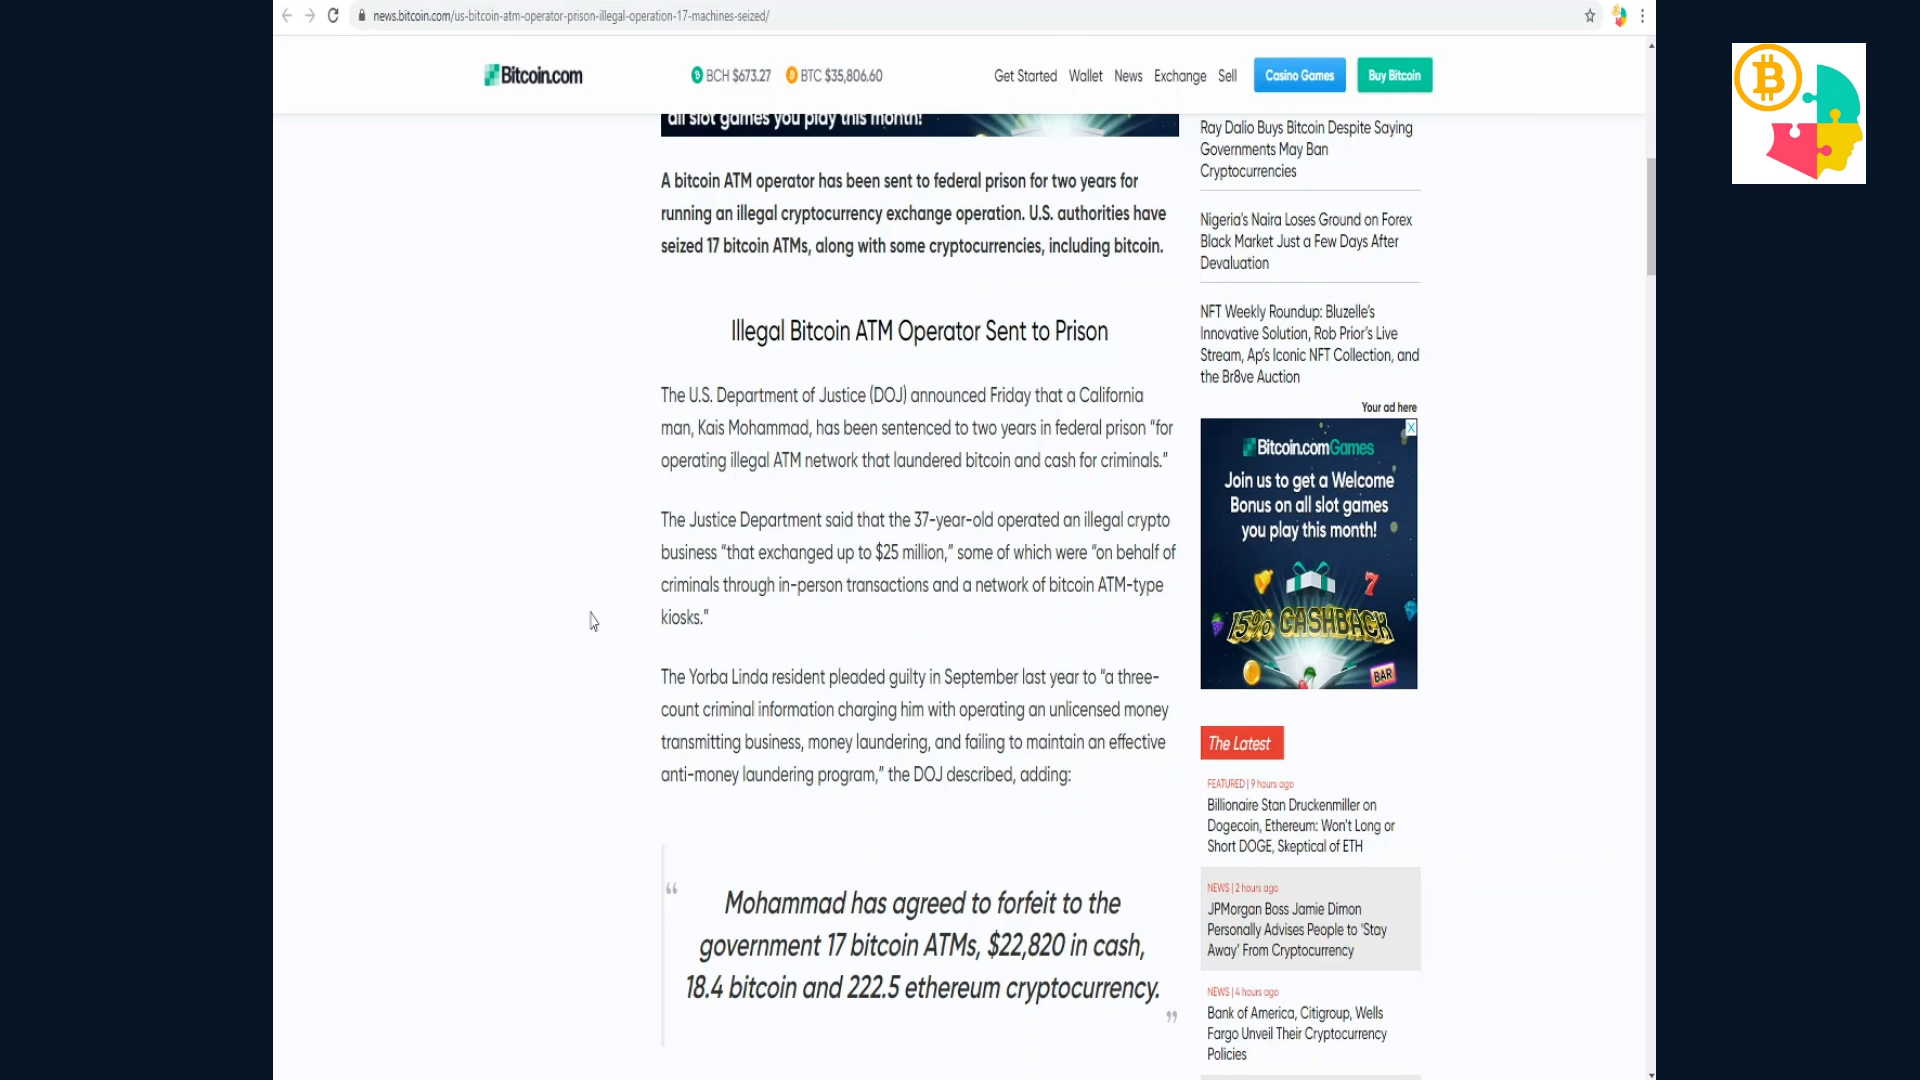 news.bitcoin.com/us-bitcoin-atm-operator-prison-illegal-operation-17-machines-seized/
Bitcoin.com
BCH $673.27 BTC $35,806.60
Get Started Wallet News Exchange Sell Casino Games Buy Bitcoin
all slot games you play this month!
A bitcoin ATM operator has been sent to federal prison for two years for
running an illegal cryptocurrency exchange operation. U.S. authorities have
seized 17 bitcoin ATMs, along with some cryptocurrencies, including bitcoin.
Illegal Bitcoin ATM Operator Sent to Prison
The U.S. Department of Justice (DOJ) announced Friday that a California
man, Kais Mohammad, has been sentenced to two years in federal prison “for
operating illegal ATM network that laundered bitcoin and cash for criminals.”
The Justice Department said that the 37-year-old operated an illegal crypto
business “that exchanged up to $25 million,” some of which were “on behalf of
criminals through in-person transactions and a network of bitcoin ATM-type
kiosks.”
The Yorba Linda resident pleaded guilty in September last year to “a three-
count criminal information charging him with operating an unlicensed money
transmitting business, money laundering, and failing to maintain an effective
anti-money laundering program,” the DOJ described, adding:
“
Mohammad has agreed to forfeit to the
government 17 bitcoin ATMs, $22,820 in cash,
18.4 bitcoin and 222.5 ethereum cryptocurrency.
”
Ray Dalio Buys Bitcoin Despite Saying
Governments May Ban
Cryptocurrencies
Nigeria's Naira Loses Ground on Forex
Black Market Just a Few Days After
Devaluation
NFT Weekly Roundup: Bluzelle's
Innovative Solution, Rob Prior's Live
Stream, Ap's Iconic NFT Collection, and
the Br8ve Auction
Your ad here
Bitcoin.comGames
Join us to get a Welcome
Bonus on all slot games
you play this month!
7
15% CASHBACK
BAR
The Latest
FEATURED | 9 hours ago
Billionaire Stan Druckenmiller on
Dogecoin, Ethereum: Won't Long or
Short DOGE, Skeptical of ETH
NEWS | 2 hours ago
JPMorgan Boss Jamie Dimon
Personally Advises People to 'Stay
Away' From Cryptocurrency
NEWS | 4 hours ago
Bank of America, Citigroup, Wells
Fargo Unveil Their Cryptocurrency
Policies